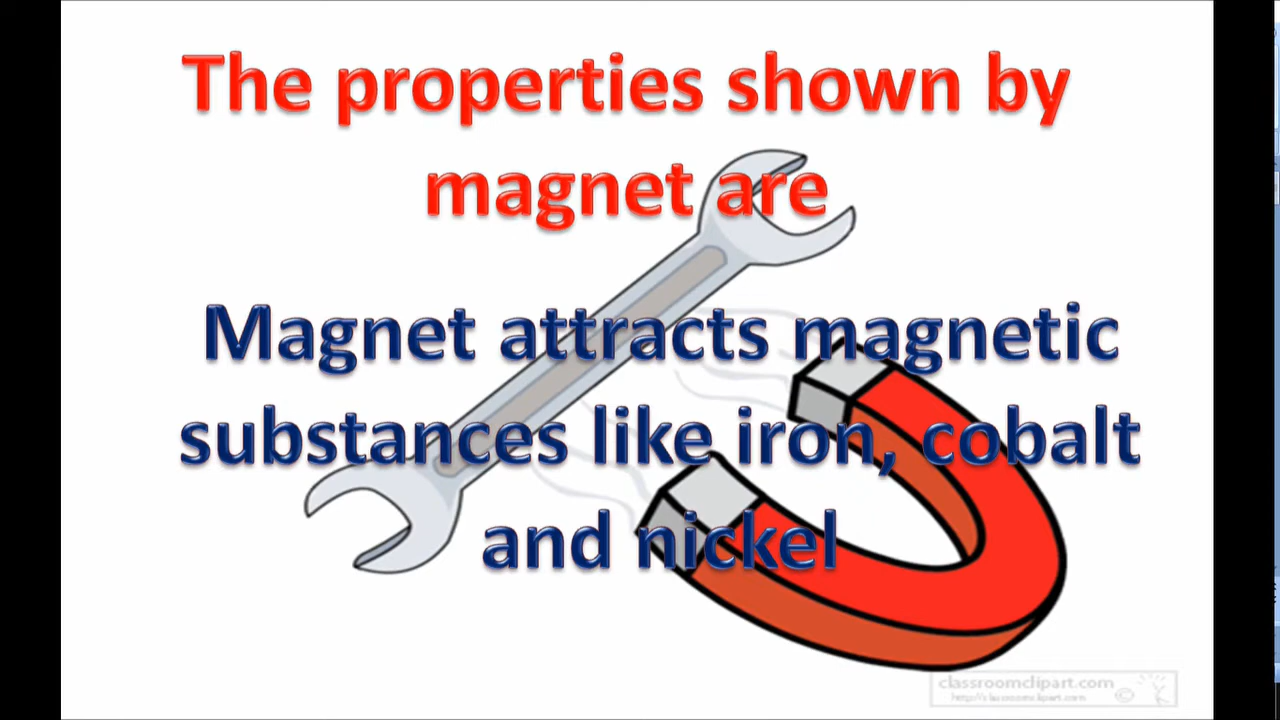 The properties shown by
magnet are
Magnet attracts magnetic
substances like iron, cobalt
and nickel
classroomclipart.com